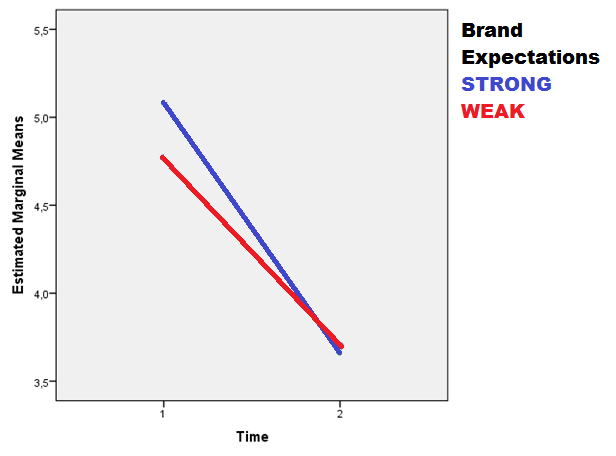 Brand
Expectations
STRONG
WEAK
Estimated Marginal Means
5,5
5,0
4,5
4,0
3,5
1
2
Time